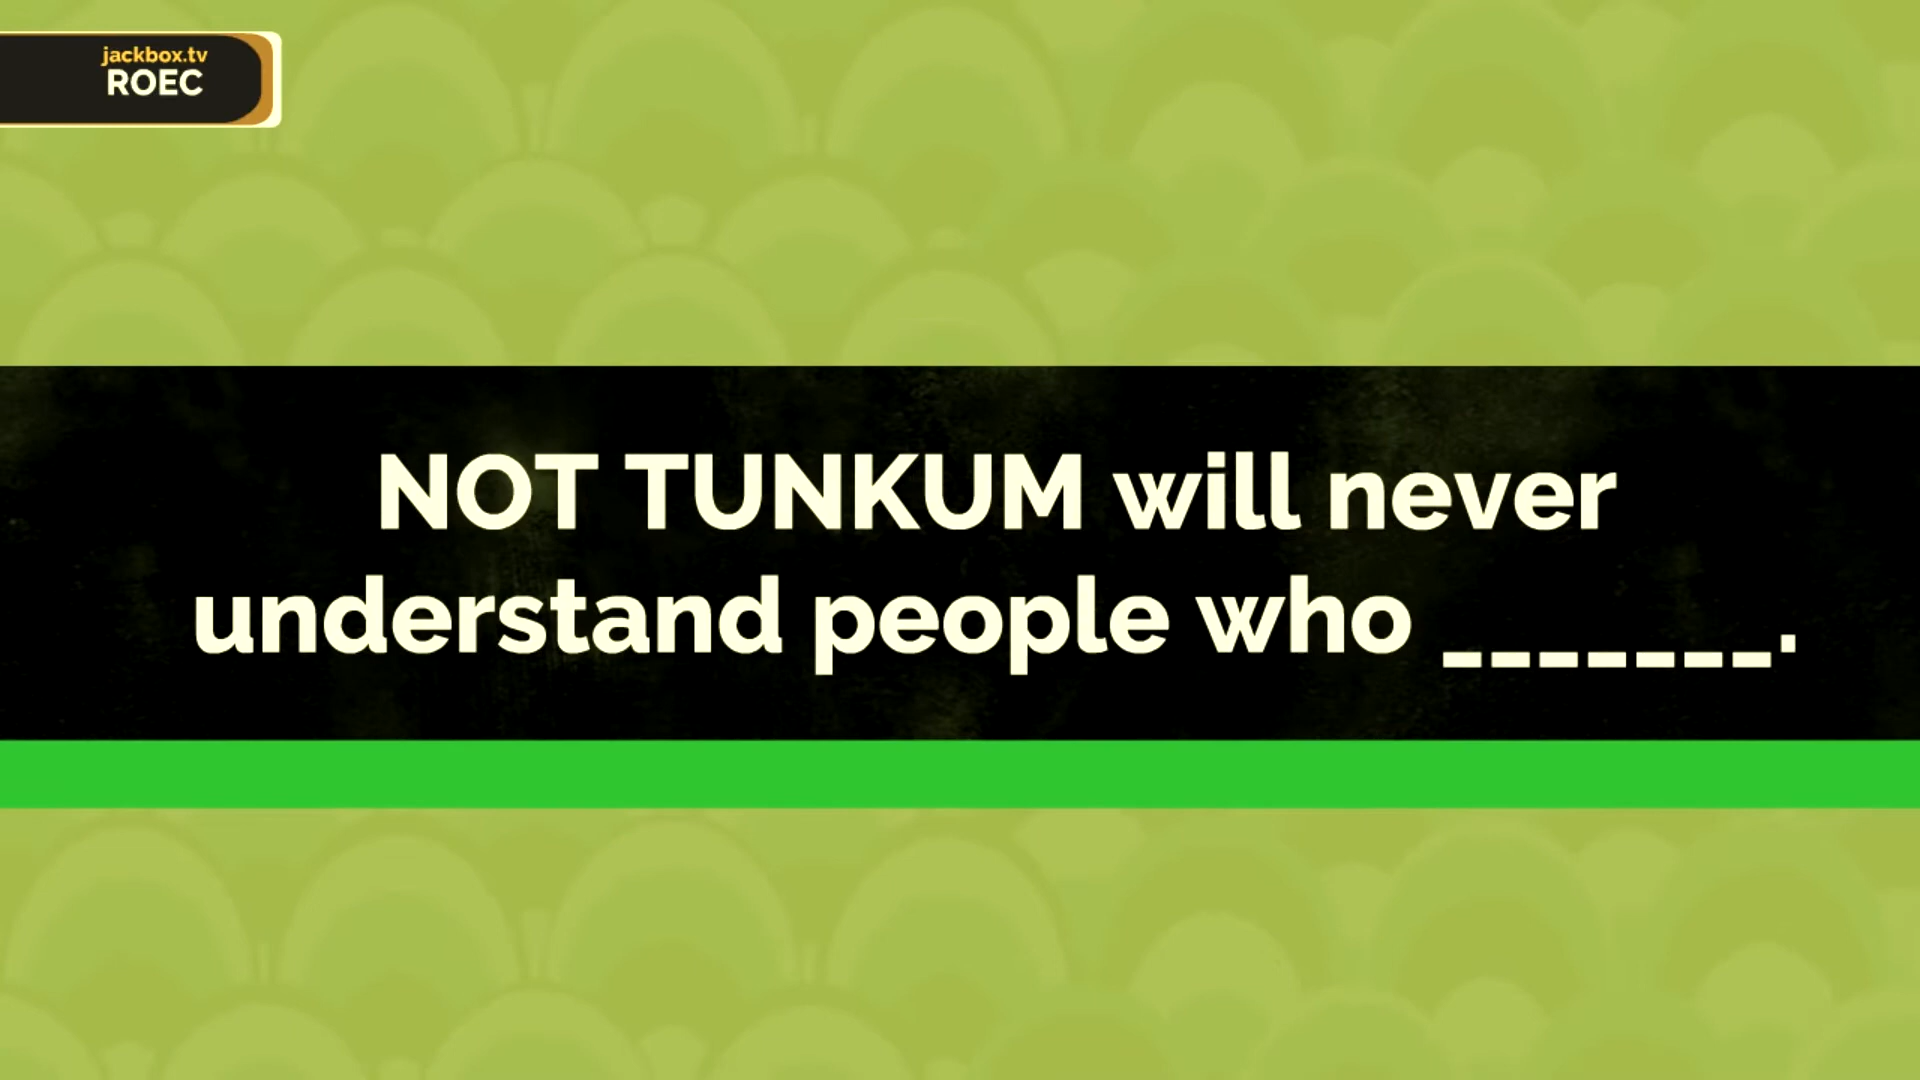 jackbox.tv
ROEC
NOT TUNKUM will never
understand people who _______.